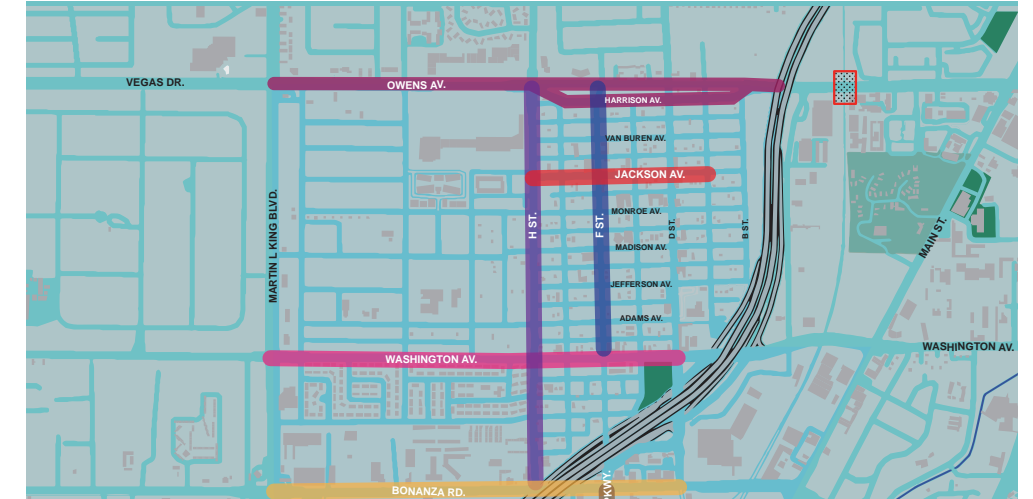 VEGAS DR.
OWENS AV.
HARRISON AV.
VAN BUREN AV.
JACKSON AV.
MARTIN L KING BLVD.
H ST.
F ST.
MONROE AV.
D ST.
B ST.
MAIN ST.
MADISON AV.
JEFFERSON AV.
ADAMS AV.
WASHINGTON AV.
WASHINGTON AV.
BONANZA RD.